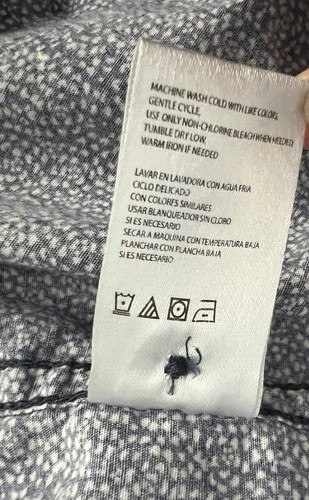 MACHINE WASH COLD WITH LIKE COLORS,
GENTLE CYCLE,
USE ONLY NON-CHLORINE BLEACH WHEN NEEDED
TUMBLE DRY LOW,
WARM IRON IF NEEDED
LAVAR EN LAVADORA CON AGUA FRIA
CICLO DELICADO
CON COLORES SIMILARES
USAR BLANQUEADOR SIN CLORO
SI ES NECESARIO
SECAR A MAQUINA CON TEMPERATURA BAJA
PLANCHAR CON PLANCHA BAJA
SI ES NECESARIO